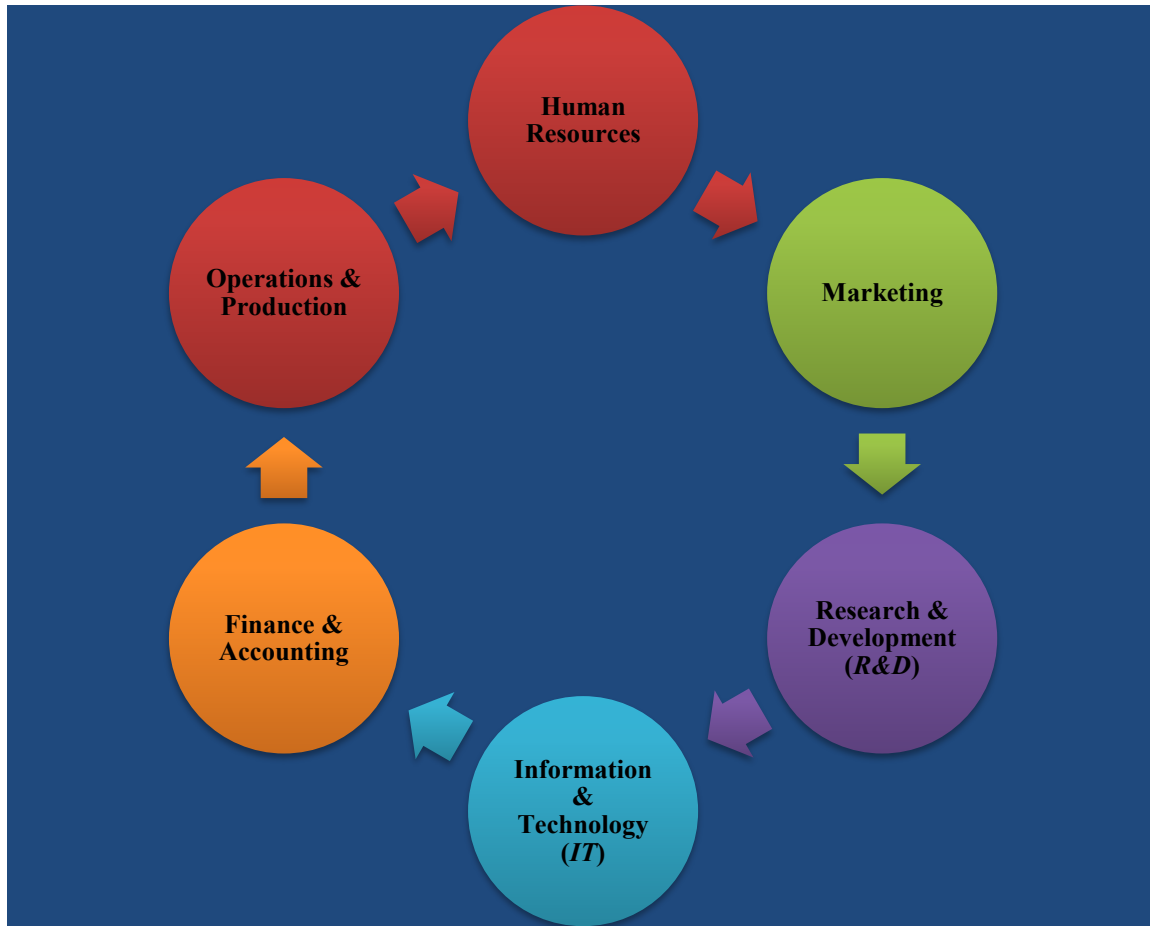 Human
Resources
Marketing
Research &
Development
(R&D)
Information
&
Technology
(IT)
Finance &
Accounting
Operations &
Production